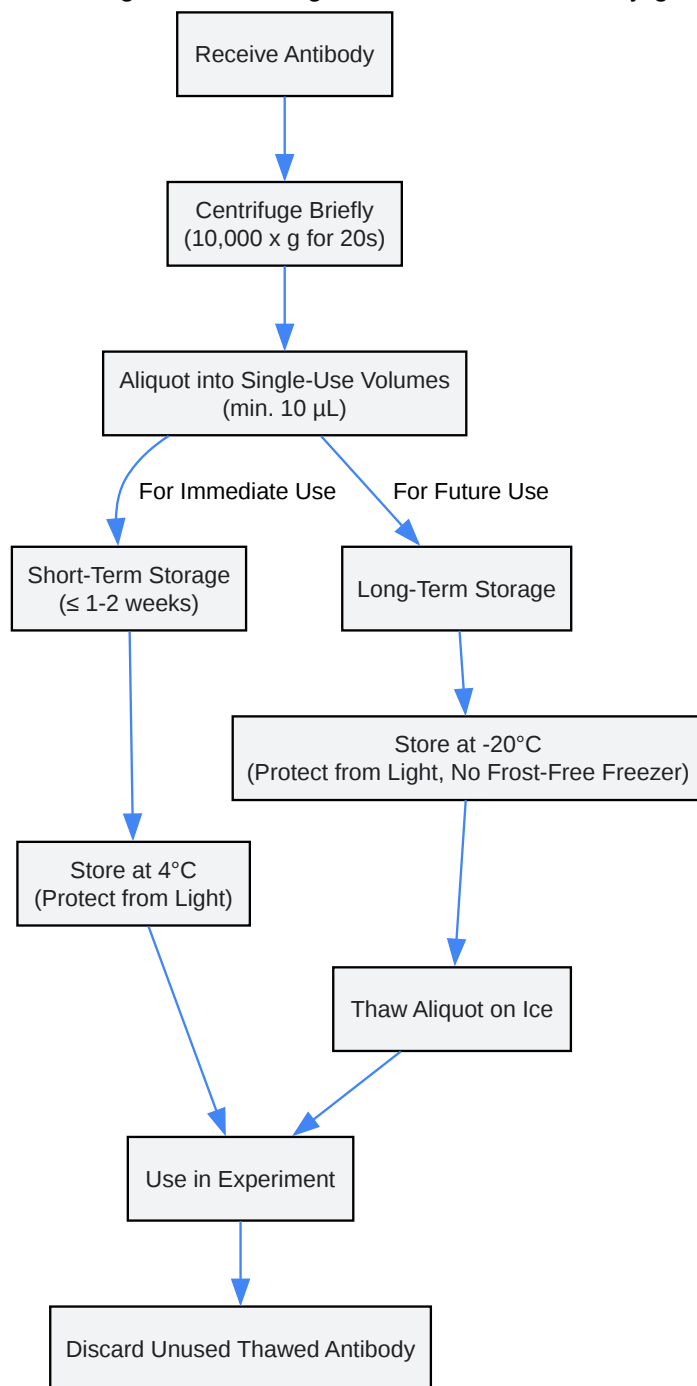 Receive Antibody
Centrifuge Briefly
(10,000 x g for 20s)
Aliquot into Single-Use Volumes
(min. 10 µL)
For Immediate Use
For Future Use
Short-Term Storage
(≤ 1-2 weeks)
Long-Term Storage
Store at -20°C
(Protect from Light, No Frost-Free Freezer)
Store at 4°C
(Protect from Light)
Thaw Aliquot on Ice
Use in Experiment
Discard Unused Thawed Antibody